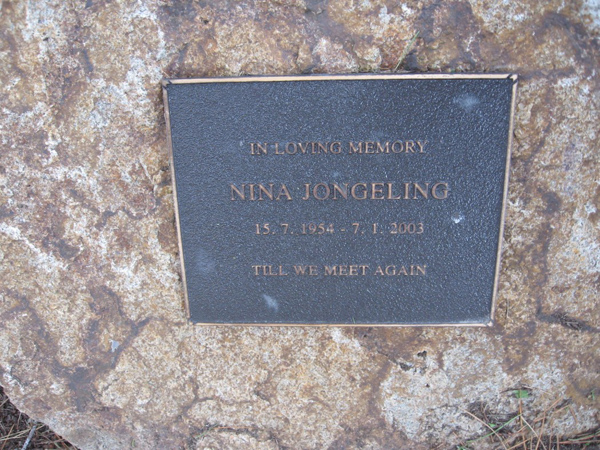 IN LOVING MEMORY
NINA JONGELING
15. 7. 1954 - 7. 1. 2003
TILL WE MEET AGAIN